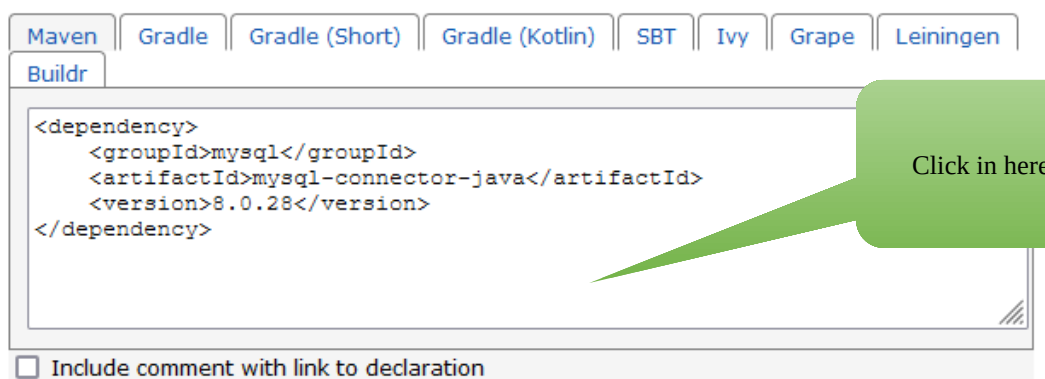 Maven Gradle Gradle (Short) Gradle (Kotlin) SBT Ivy Grape Leiningen
Buildr
<dependency>
    <groupId>mysql</groupId>
    <artifactId>mysql-connector-java</artifactId>
    <version>8.0.28</version>
</dependency>
Click in here
Include comment with link to declaration